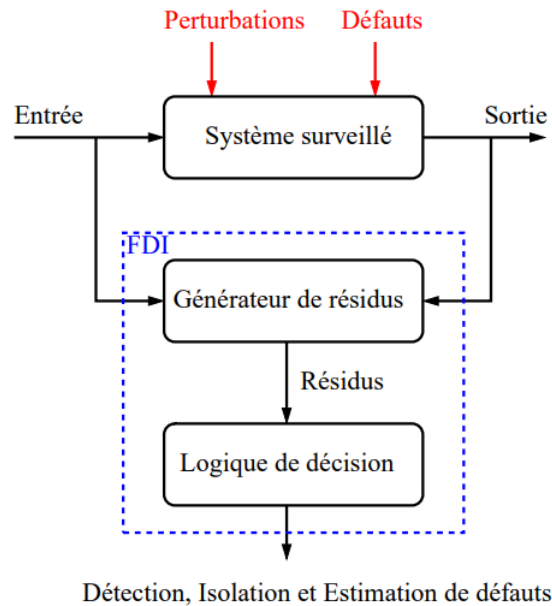 Perturbations
Défauts
Entrée
Système surveillé
Sortie
FDI
Générateur de résidus
Résidus
Logique de décision
Détection, Isolation et Estimation de défauts